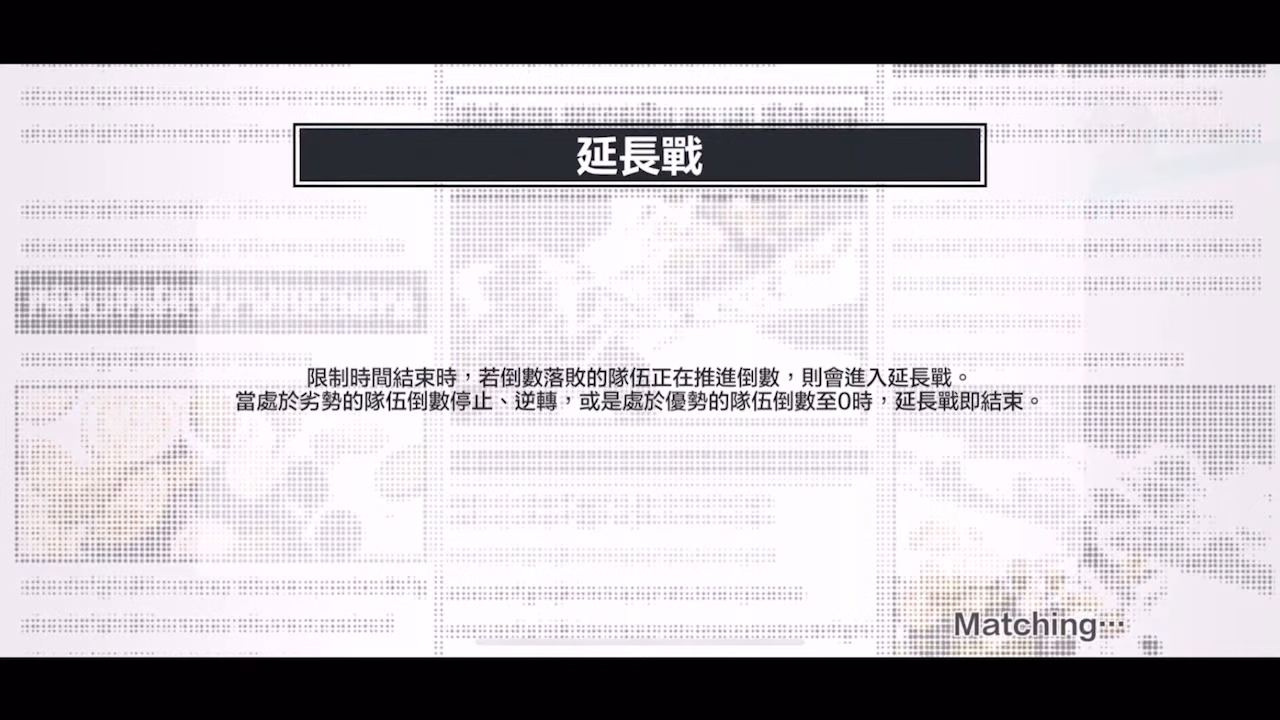 延長戰
限制時間結束時，若倒數落敗的隊伍正在推進倒數，則會進入延長戰。
當處於劣勢的隊伍倒數停止、逆轉，或是處於優勢的隊伍倒數至0時，延長戰即結束。
Matching…